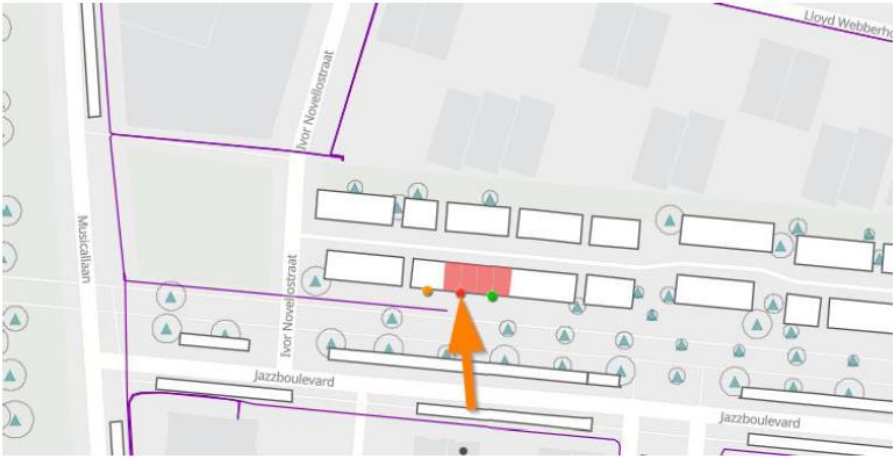 Lloyd Webberho
Ivor Novellostraat
Musicallaan
Ivor Novellostraat
Jazzboulevard
Jazzboulevard